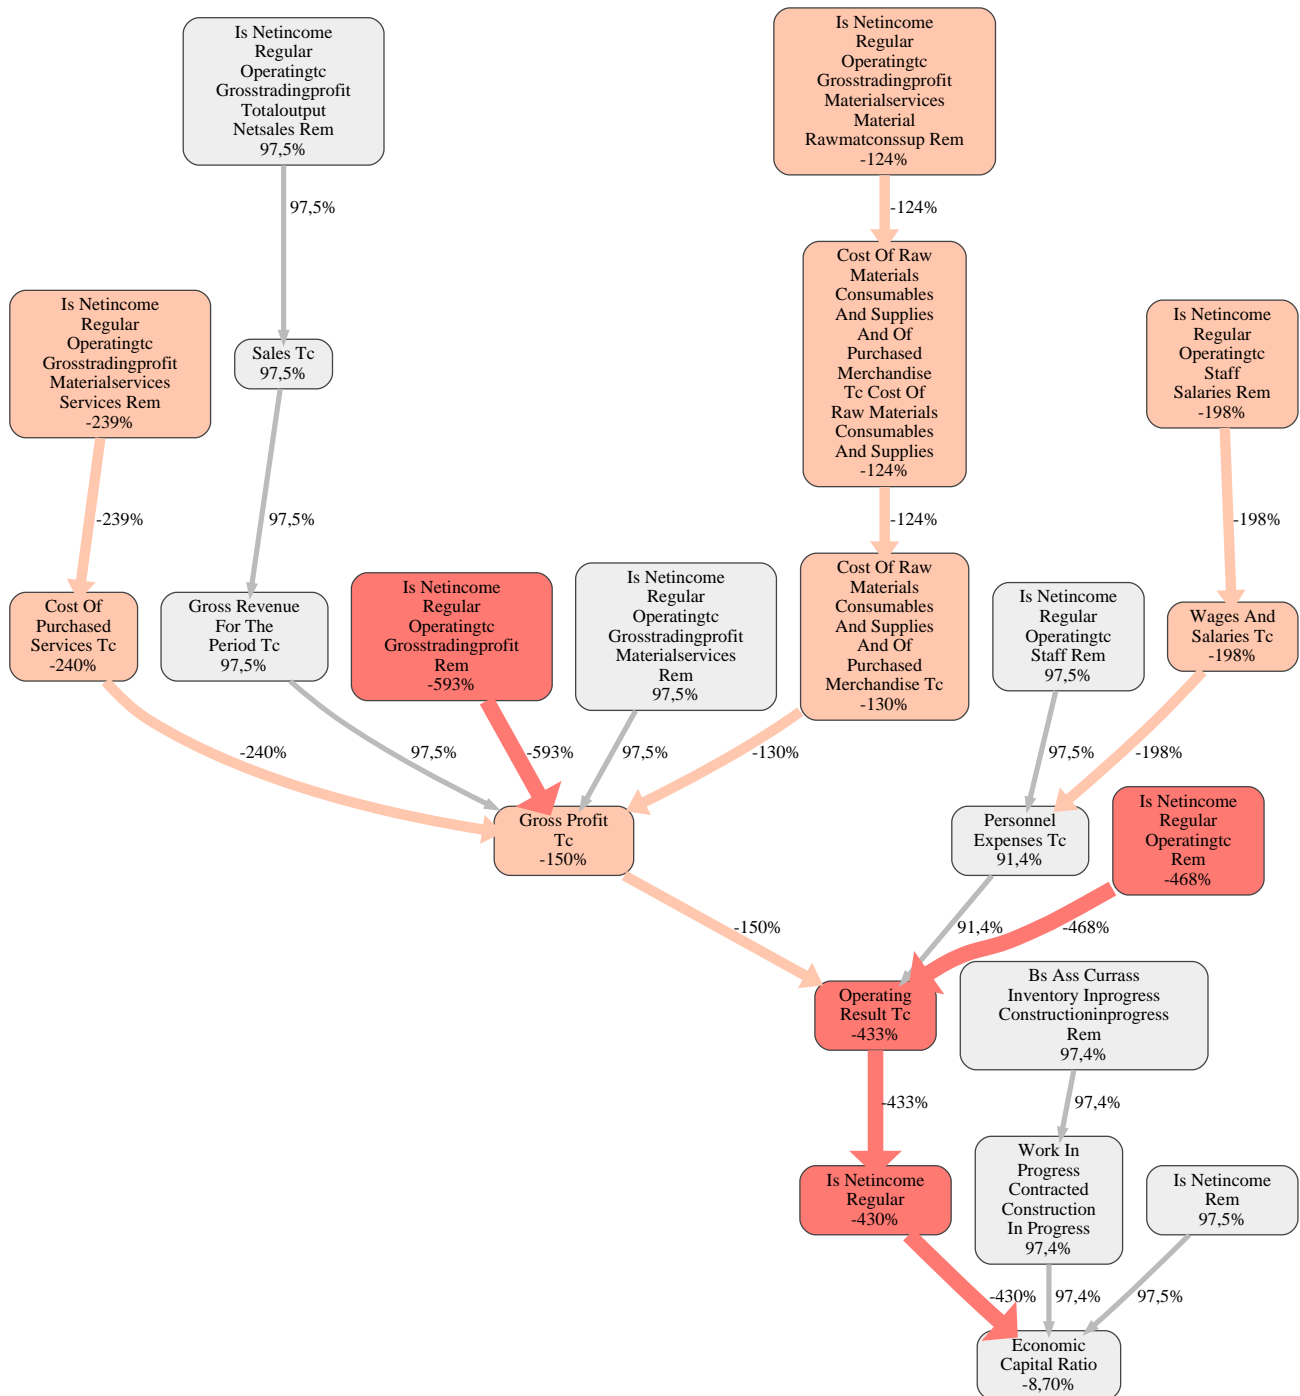 Is Netincome
Regular
Operatingtc
Grosstradingprofit
Totaloutput
Netsales Rem
97,5%
Is Netincome
Regular
Operatingtc
Grosstradingprofit
Materialservices
Material
Rawmatconssup Rem
-124%
97,5%
-124%
Cost Of Raw
Materials
Consumables
And Supplies
And Of
Purchased
Merchandise
Tc Cost Of
Raw Materials
Consumables
And Supplies
-124%
Is Netincome
Regular
Operatingtc
Grosstradingprofit
Materialservices
Services Rem
-239%
Sales Tc
97,5%
Is Netincome
Regular
Operatingtc
Staff
Salaries Rem
-198%
-239%
97,5%
-124%
-198%
Cost Of
Purchased
Services Tc
-240%
Gross Revenue
For The
Period Tc
97,5%
Is Netincome
Regular
Operatingtc
Grosstradingprofit
Rem
-593%
Is Netincome
Regular
Operatingtc
Grosstradingprofit
Materialservices
Rem
97,5%
Cost Of Raw
Materials
Consumables
And Supplies
And Of
Purchased
Merchandise Tc
-130%
Is Netincome
Regular
Operatingtc
Staff Rem
97,5%
Wages And
Salaries Tc
-198%
-240%
97,5%
-593%
97,5%
-130%
97,5%
-198%
Gross Profit
Tc
-150%
Personnel
Expenses Tc
91,4%
Is Netincome
Regular
Operatingtc
Rem
-468%
-150%
91,4%
-468%
Operating
Result Tc
-433%
Bs Ass Currass
Inventory Inprogress
Constructioninprogress
Rem
97,4%
-433%
97,4%
Is Netincome
Regular
-430%
Work In
Progress
Contracted
Construction
In Progress
97,4%
Is Netincome
Rem
97,5%
-430%
97,4%
97,5%
Economic
Capital Ratio
-8,70%